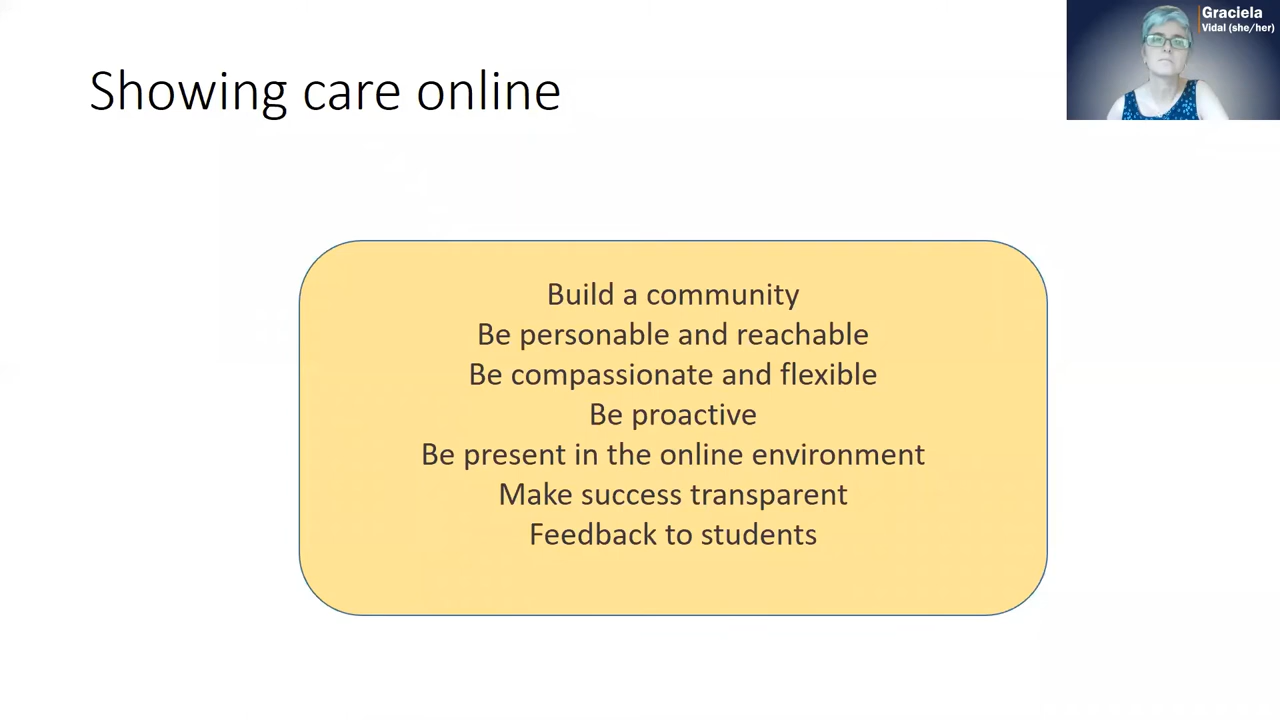 Graciela
Vidal (she/her)
Showing care online
Build a community
Be personable and reachable
Be compassionate and flexible
Be proactive
Be present in the online environment
Make success transparent
Feedback to students